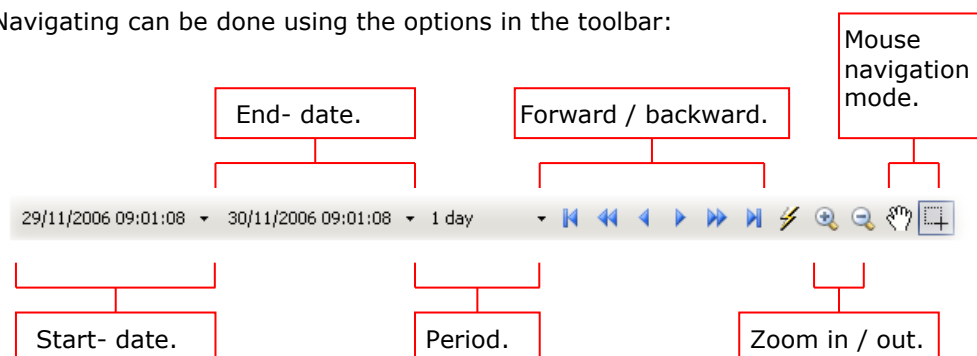 Navigating can be done using the options in the toolbar:
Mouse
navigation
mode.
End- date.
Forward / backward.
29/11/2006 09:01:08 30/11/2006 09:01:08 1 day
Start- date.
Period.
Zoom in / out.